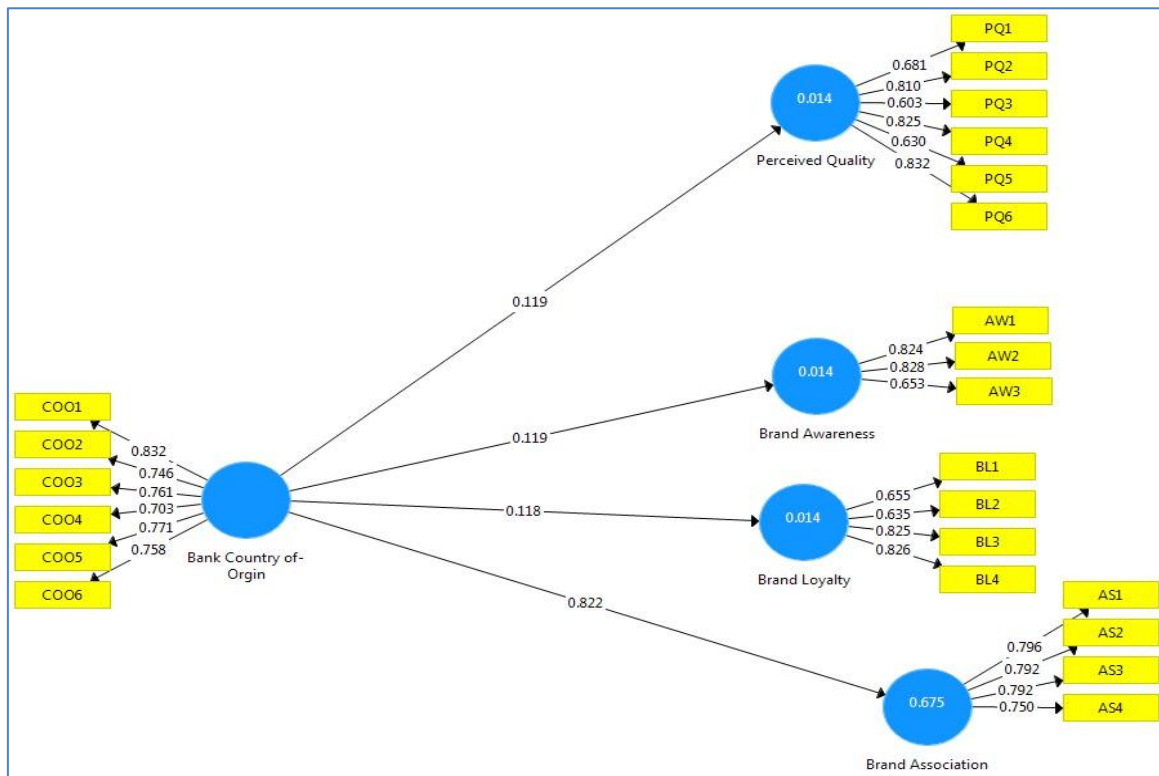 PQ1
PQ2
PQ3
PQ4
PQ5
PQ6
0.681
0.810
0.603
0.825
0.630
0.832
0.014
Perceived Quality
0.119
AW1
AW2
AW3
0.824
0.828
0.653
0.014
Brand Awareness
0.119
COO1
COO2
COO3
COO4
COO5
COO6
0.832
0.746
0.761
0.703
0.771
0.758
Bank Country of-
Orgin
BL1
BL2
BL3
BL4
0.655
0.635
0.825
0.826
0.014
Brand Loyalty
0.118
0.822
AS1
AS2
AS3
AS4
0.796
0.792
0.792
0.750
0.675
Brand Association